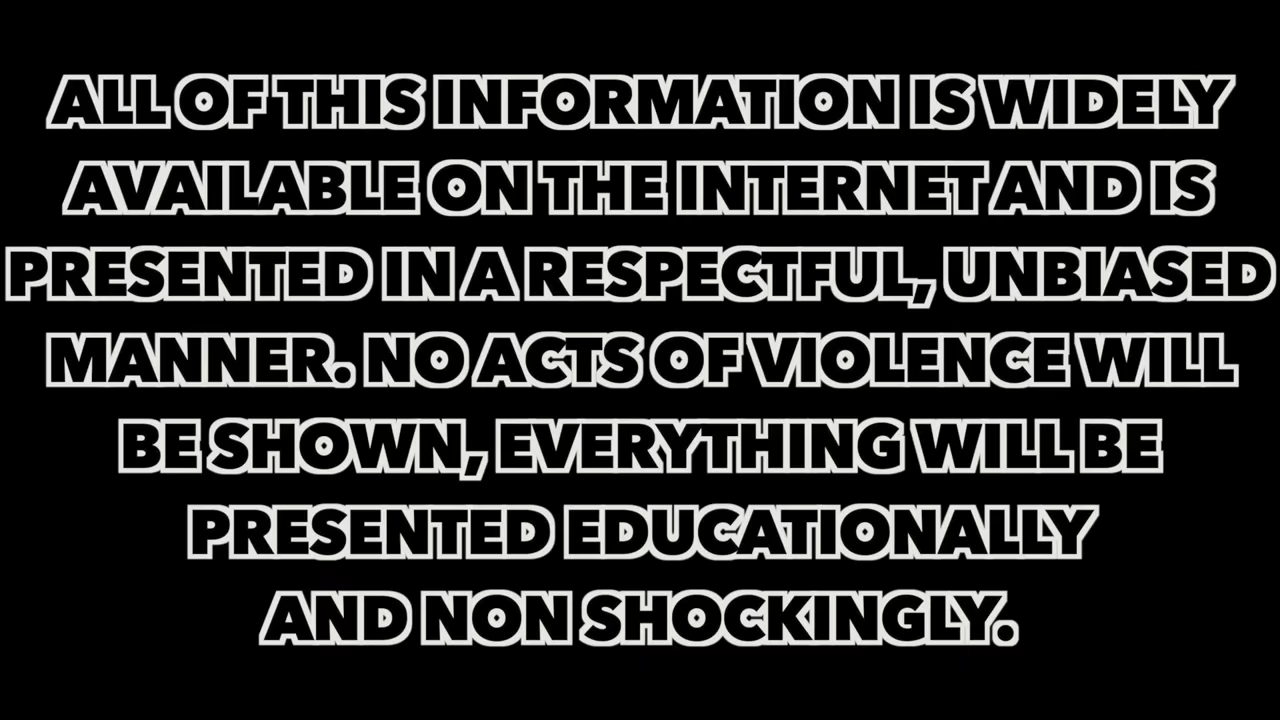 ALL OF THIS INFORMATION IS WIDELY
AVAILABLE ON THE INTERNET AND IS
PRESENTED IN A RESPECTFUL, UNBIASED
MANNER. NO ACTS OF VIOLENCE WILL
BE SHOWN, EVERYTHING WILL BE
PRESENTED EDUCATIONALLY
AND NON SHOCKINGLY.